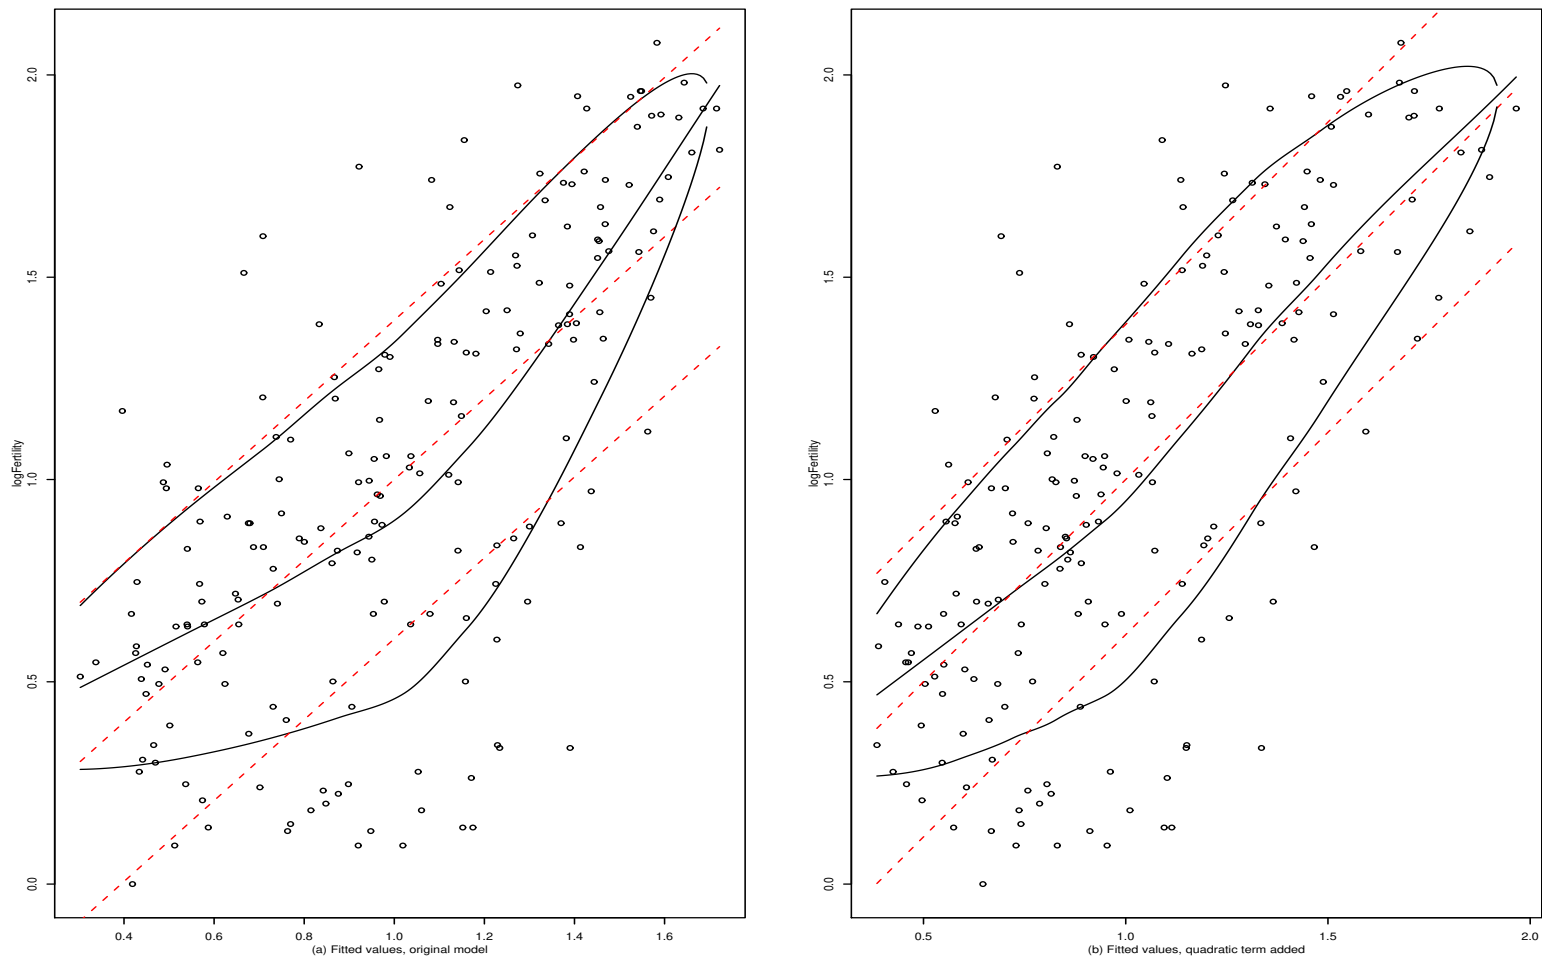 2.0
1.5
1.0
0.5
0.0
logFertility
0.4 0.6 0.8 1.0 1.2 1.4 1.6
(a) Fitted values, original model
2.0
1.5
1.0
0.5
0.0
logFertility
0.5 1.0 1.5 2.0
(b) Fitted values, quadratic term added